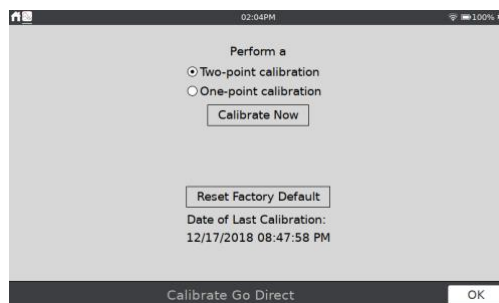 02:04PM
100%
Perform a
Two-point calibration
One-point calibration
Calibrate Now
Reset Factory Default
Date of Last Calibration:
12/17/2018 08:47:58 PM
Calibrate Go Direct
OK